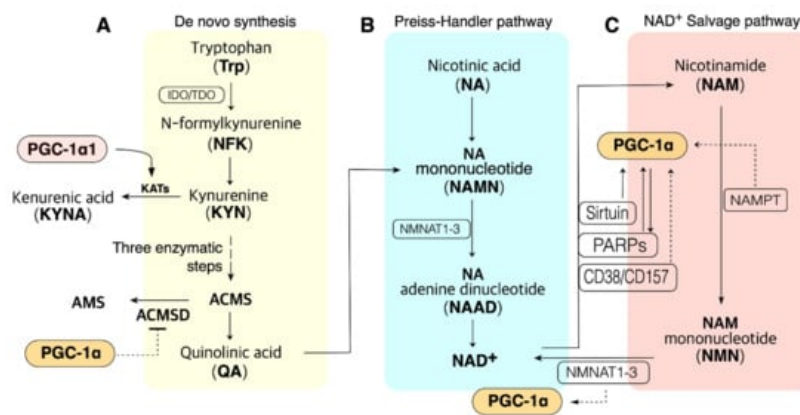 A
De novo synthesis
Tryptophan
(Trp)
IDO/TDO
N-formylkynurenine
(NFK)
PGC-1α1
KATs
Kenurenic acid
(KYNA)
Kynurenine
(KYN)
Three enzymatic
steps
AMS
ACMS
ACMSD
PGC-1α
Quinolinic acid
(QA)
B
Preiss-Handler pathway
Nicotinic acid
(NA)
NA
mononucleotide
(NAMN)
NMNAT1-3
NA
adenine dinucleotide
(NAAD)
NAD+
C
NAD+ Salvage pathway
Nicotinamide
(NAM)
PGC-1α
NAMPT
Sirtuin
PARPs
CD38/CD157
NAM
mononucleotide
(NMN)
NMNAT1-3
PGC-1α